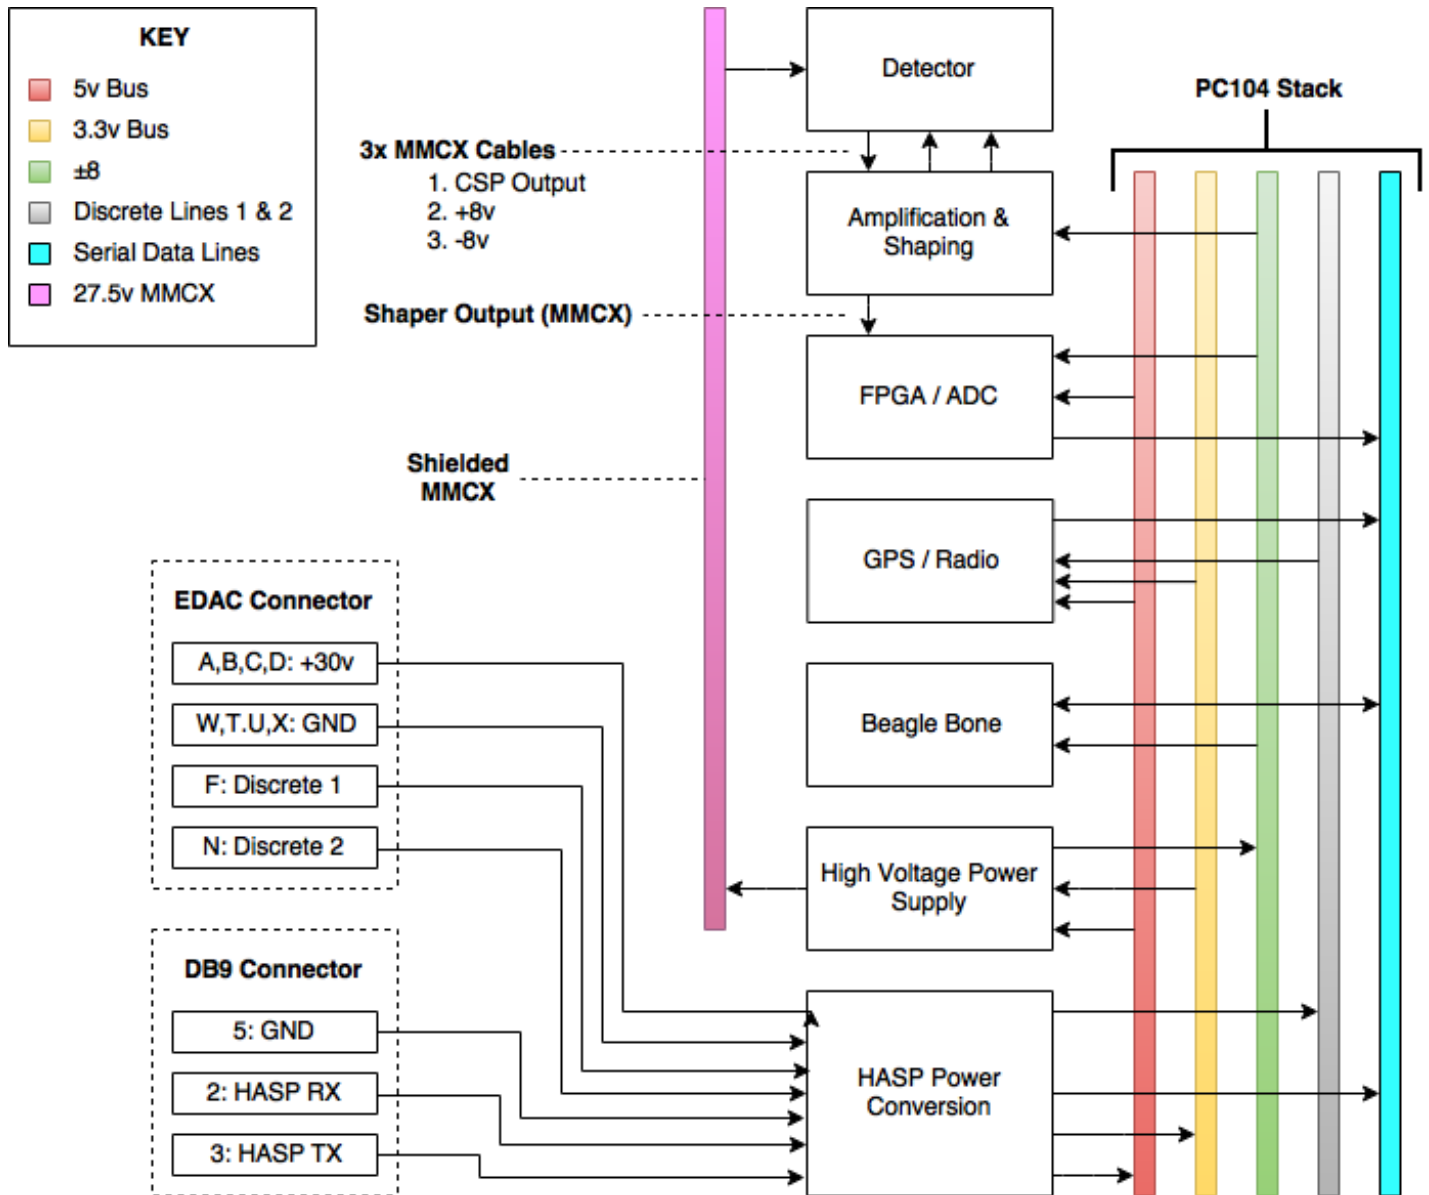 KEY
5v Bus
3.3v Bus
±8
Discrete Lines 1 & 2
Serial Data Lines
27.5v MMCX
Detector
PC104 Stack
3x MMCX Cables
1. CSP Output
2. +8v
3. -8v
Amplification &
Shaping
Shaper Output (MMCX)
FPGA / ADC
Shielded
MMCX
GPS / Radio
EDAC Connector
A,B,C,D: +30v
W,T.U,X: GND
F: Discrete 1
N: Discrete 2
Beagle Bone
High Voltage Power
Supply
DB9 Connector
5: GND
2: HASP RX
3: HASP TX
HASP Power
Conversion